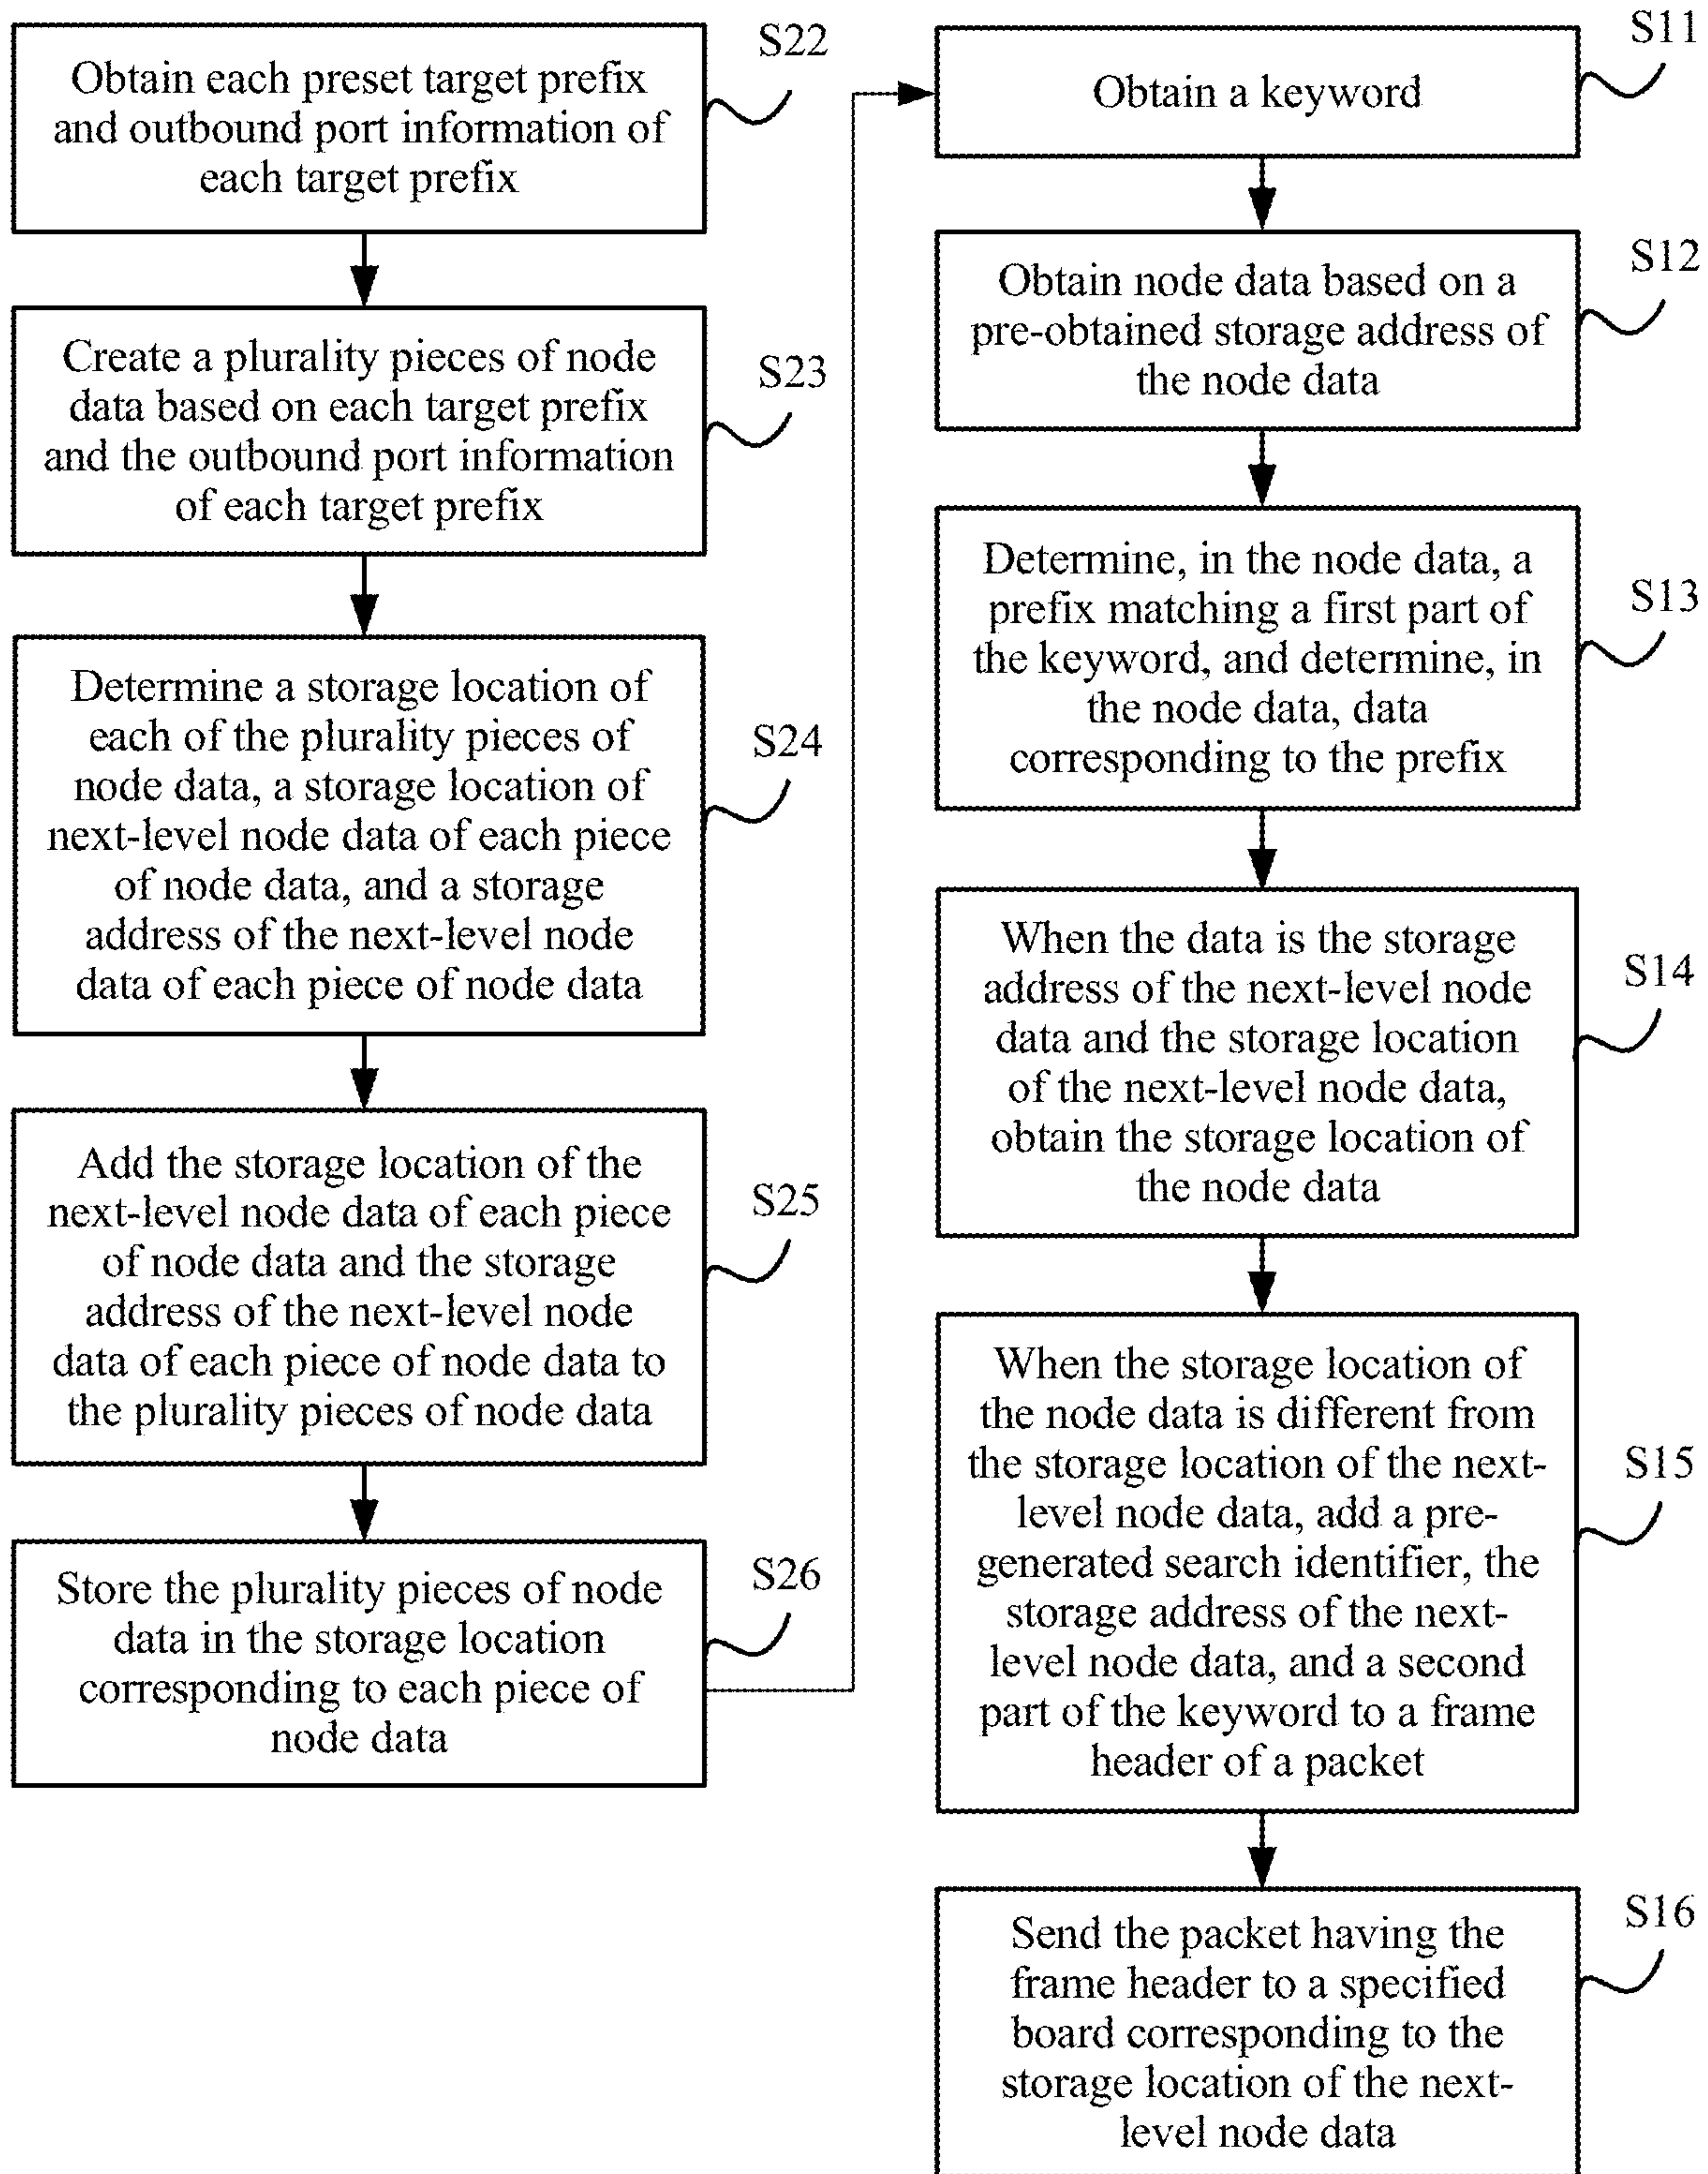 Obtain each preset target prefix
and outbound port information of
each target prefix
S22
Create a plurality pieces of node
data based on each target prefix
and the outbound port information
of each target prefix
S23
Determine a storage location of
each of the plurality pieces of
node data, a storage location of
next-level node data of each piece
of node data, and a storage
address of the next-level node
data of each piece of node data
S24
Add the storage location of the
next-level node data of each piece
of node data and the storage
address of the next-level node
data of each piece of node data to
the plurality pieces of node data
S25
Store the plurality pieces of node
data in the storage location
corresponding to each piece of
node data
S26
Obtain a keyword
S11
Obtain node data based on a
pre-obtained storage address of
the node data
S12
Determine, in the node data, a
prefix matching a first part of
the keyword, and determine, in
the node data, data
corresponding to the prefix
S13
When the data is the storage
address of the next-level node
data and the storage location
of the next-level node data,
obtain the storage location of
the node data
S14
When the storage location of
the node data is different from
the storage location of the next-
level node data, add a pre-
generated search identifier, the
storage address of the next-
level node data, and a second
part of the keyword to a frame
header of a packet
S15
Send the packet having the
frame header to a specified
board corresponding to the
storage location of the next-
level node data
S16